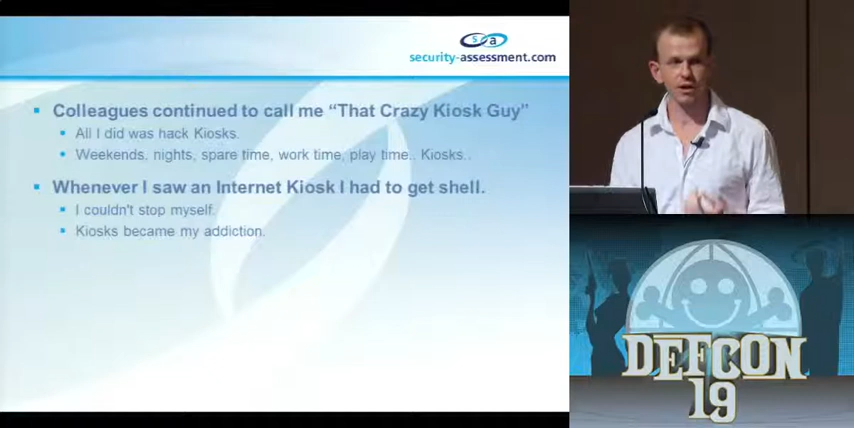 sa
security-assessment.com
Colleagues continued to call me “That Crazy Kiosk Guy”
All I did was hack Kiosks.
Weekends, nights, spare time, work time, play time.. Kiosks..
Whenever I saw an Internet Kiosk I had to get shell.
I couldn't stop myself.
Kiosks became my addiction.
DEFCON
19